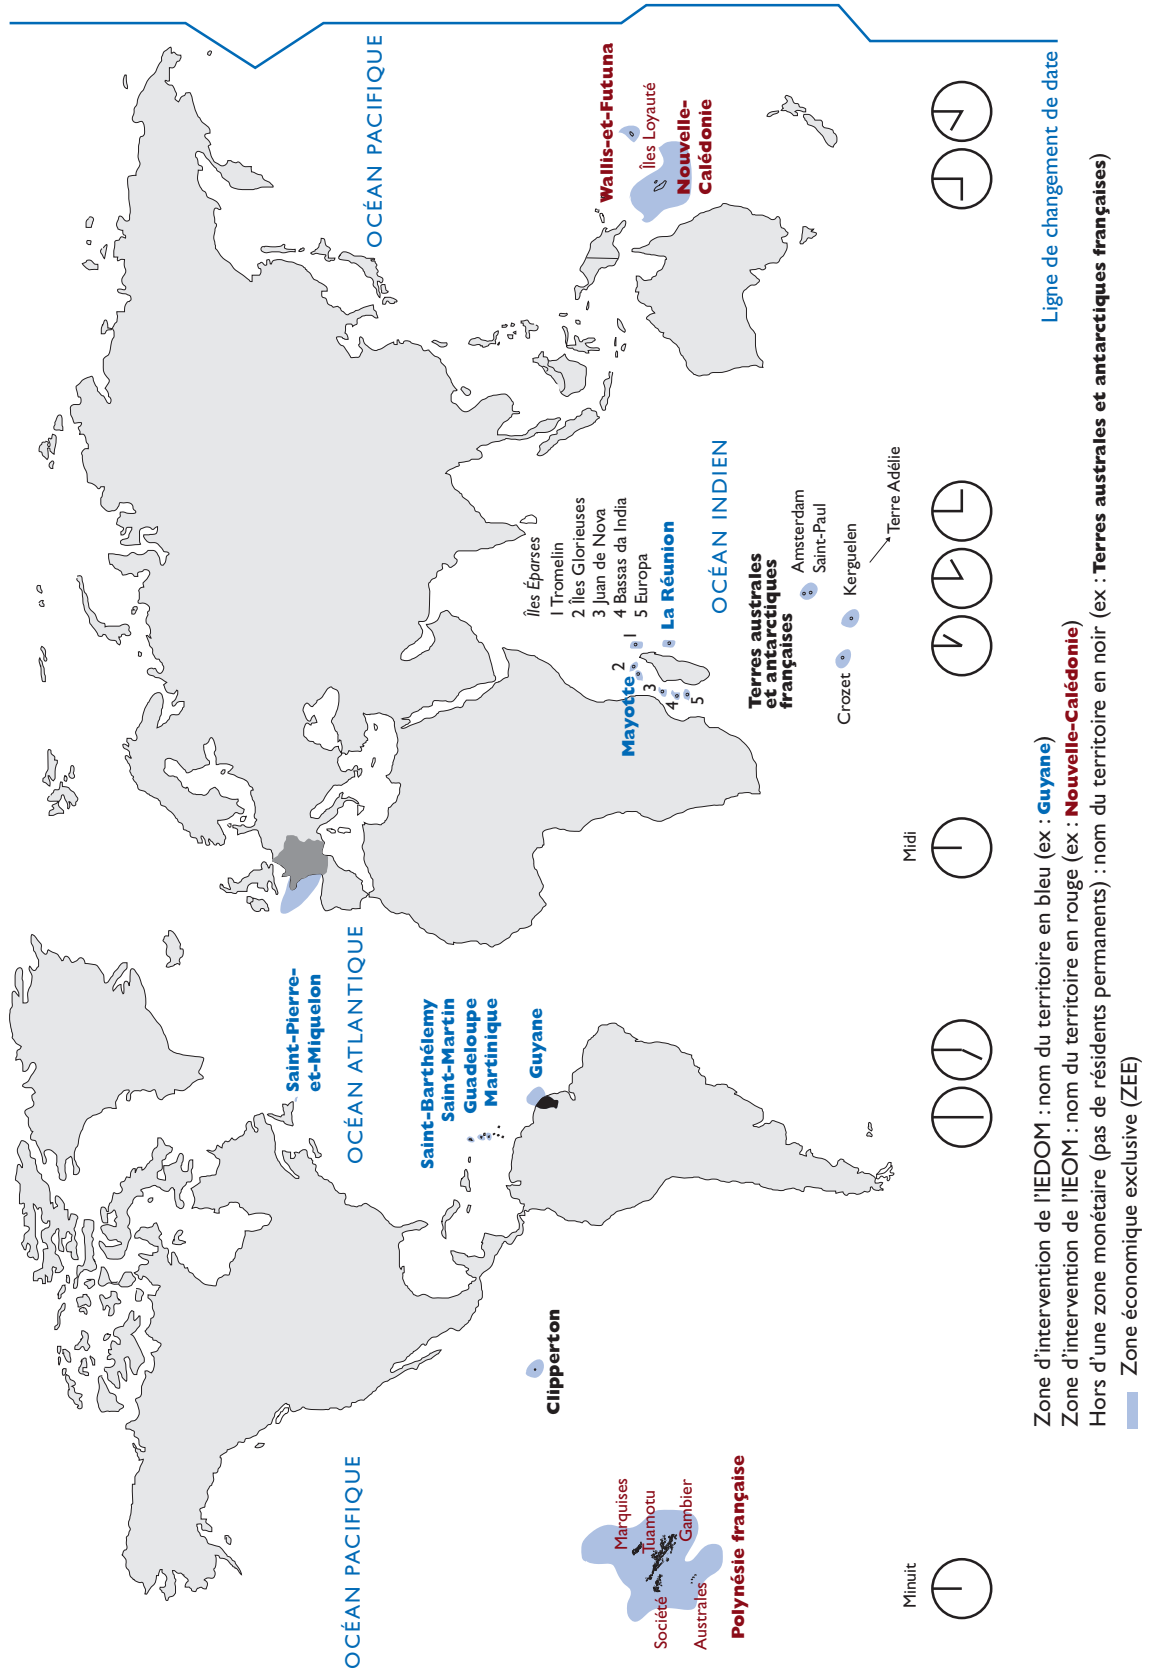 OCÉAN PACIFIQUE
OCÉAN ATLANTIQUE
OCÉAN PACIFIQUE
OCÉAN INDIEN
Saint-Pierre-
et-Miquelon
Saint-Barthélemy
Saint-Martin
Guadeloupe
Martinique
Guyane
Clipperton
Marquises
Tuamotu
Gambier
Société
Australes
Polynésie française
Îles Éparses
1 Tromelin
2 Îles Glorieuses
3 Juan de Nova
4 Bassas da India
5 Europa
Mayotte
1
2
3
4
5
La Réunion
Terres australes
et antarctiques
françaises
Amsterdam
Saint-Paul
Crozet
Kerguelen
Terre Adélie
Wallis-et-Futuna
Îles Loyauté
Nouvelle-
Calédonie
Minuit
Midi
Ligne de changement de date
Zone d'intervention de l'IEDOM : nom du territoire en bleu (ex : Guyane)
Zone d'intervention de l'IEOM : nom du territoire en rouge (ex : Nouvelle-Calédonie)
Hors d'une zone monétaire (pas de résidents permanents) : nom du territoire en noir (ex : Terres australes et antarctiques françaises)
Zone économique exclusive (ZEE)